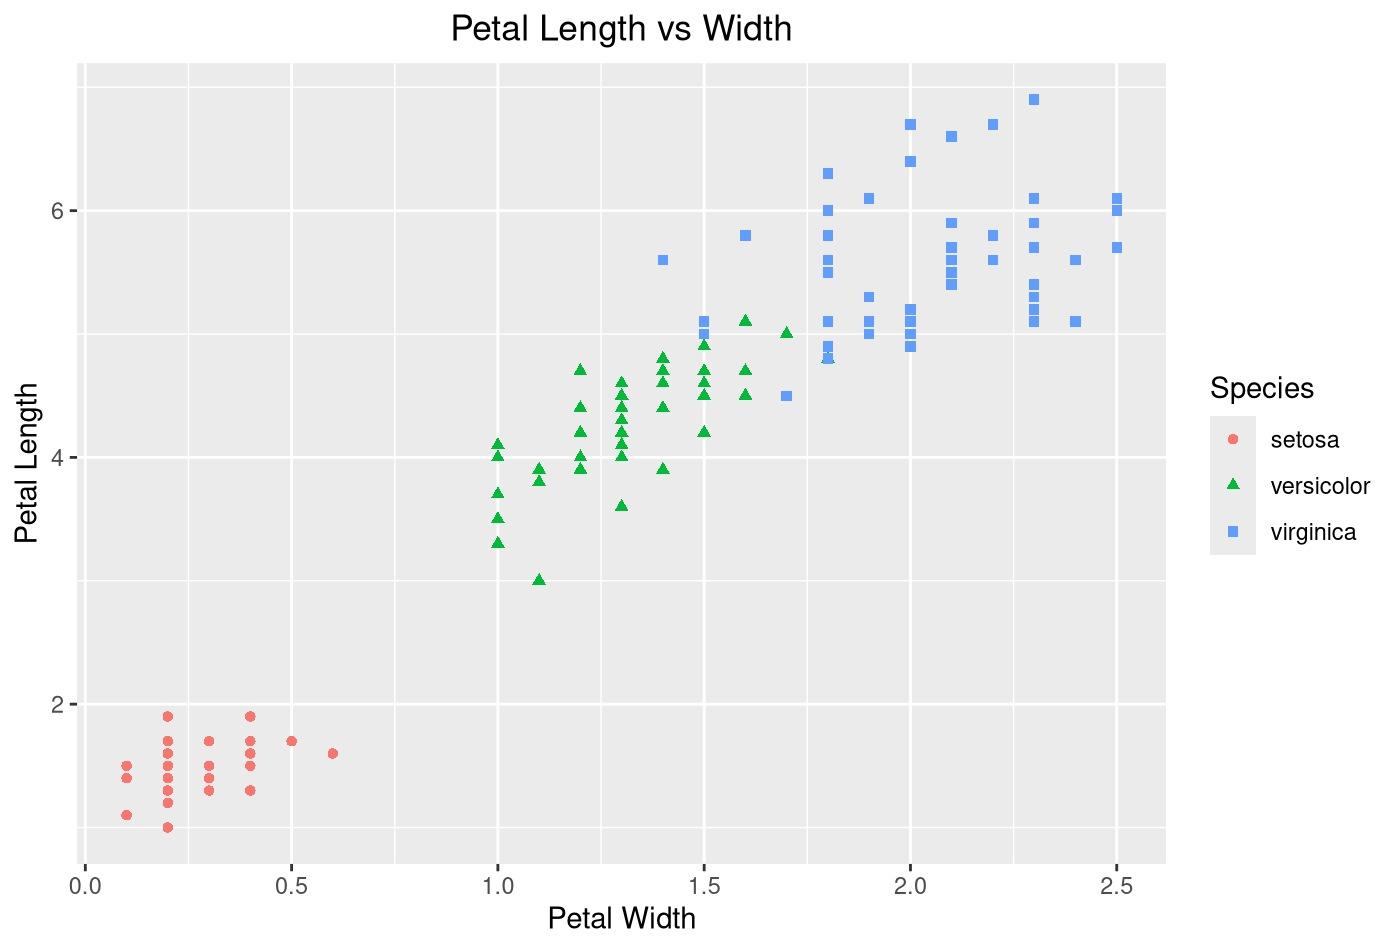 Petal Length vs Width
Petal Length
6
4
2
0.0 0.5 1.0 1.5 2.0 2.5
Petal Width
Species
setosa
versicolor
virginica